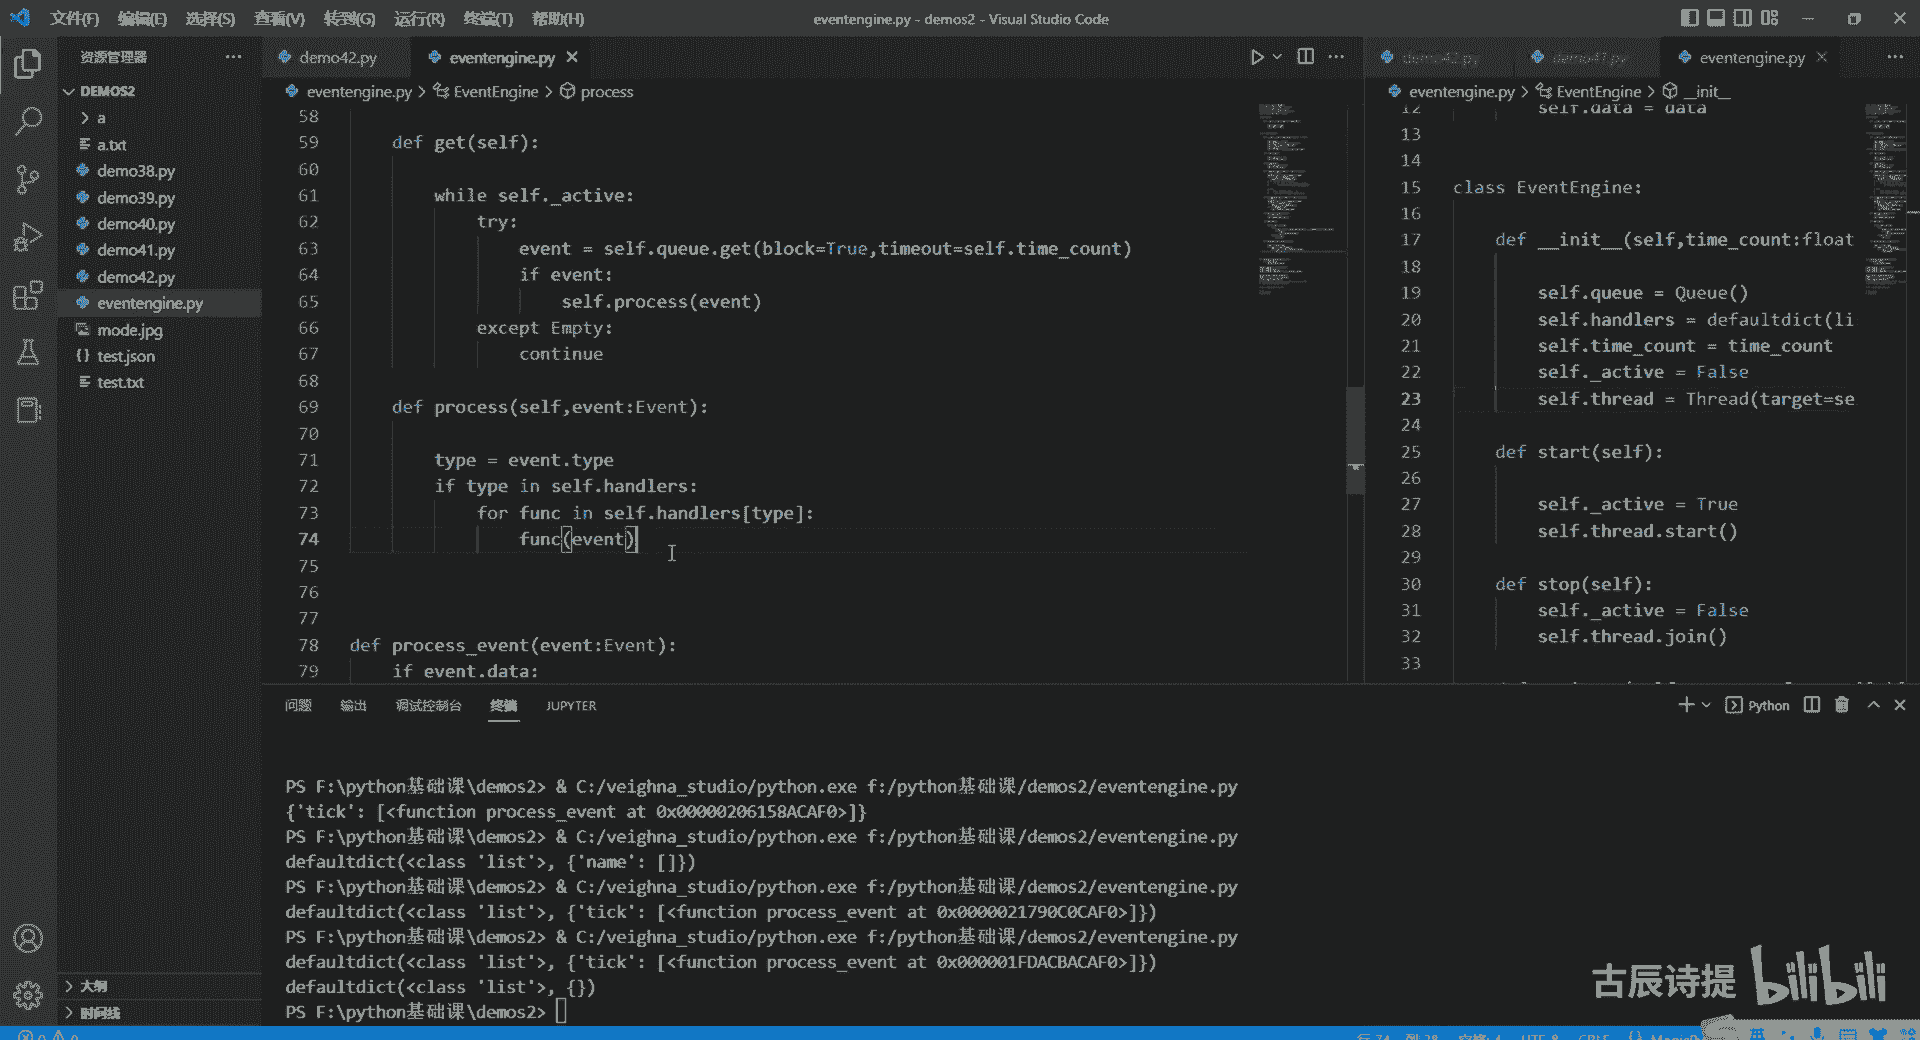 文件(F) 编辑(E) 选择(S) 查看(V) 转到(G) 运行(R) 终端(T) 帮助(H)
eventengine.py - demos2 - Visual Studio Code
资源管理器
DEMOS2
a
a.txt
demo38.py
demo39.py
demo40.py
demo41.py
demo42.py
eventengine.py
mode.jpg
test.json
test.txt
大纲
时间线
demo42.py
eventengine.py
eventengine.py > EventEngine > process
58
59 def get(self):
60
61 while self._active:
62 try:
63 event = self.queue.get(block=True,timeout=self.time_count)
64 if event:
65 self.process(event)
66 except Empty:
67 continue
68
69 def process(self,event:Event):
70
71 type = event.type
72 if type in self.handlers:
73 for func in self.handlers[type]:
74 func(event)
75
76
77
78 def process_event(event:Event):
79 if event.data:
demo42.py
demo41.py
eventengine.py
eventengine.py > EventEngine > __init__
12 self.data = data
13
14
15 class EventEngine:
16
17 def __init__(self,time_count:float
18
19 self.queue = Queue()
20 self.handlers = defaultdict(li
21 self.time_count = time_count
22 self._active = False
23 self.thread = Thread(target=se
24
25 def start(self):
26
27 self._active = True
28 self.thread.start()
29
30 def stop(self):
31 self._active = False
32 self.thread.join()
33
问题 输出 调试控制台 终端 JUPYTER
Python
PS F:\python基础课\demos2> & C:/veighna_studio/python.exe f:/python基础课/demos2/eventengine.py
{'tick': [<function process_event at 0x00000206158ACAF0>]}
PS F:\python基础课\demos2> & C:/veighna_studio/python.exe f:/python基础课/demos2/eventengine.py
defaultdict(<class 'list'>, {'name': []})
PS F:\python基础课\demos2> & C:/veighna_studio/python.exe f:/python基础课/demos2/eventengine.py
defaultdict(<class 'list'>, {'tick': [<function process_event at 0x0000021790C0CAF0>]})
PS F:\python基础课\demos2> & C:/veighna_studio/python.exe f:/python基础课/demos2/eventengine.py
defaultdict(<class 'list'>, {'tick': [<function process_event at 0x000001FDACBACAF0>]})
defaultdict(<class 'list'>, {})
PS F:\python基础课\demos2>
古辰诗提 bilibili